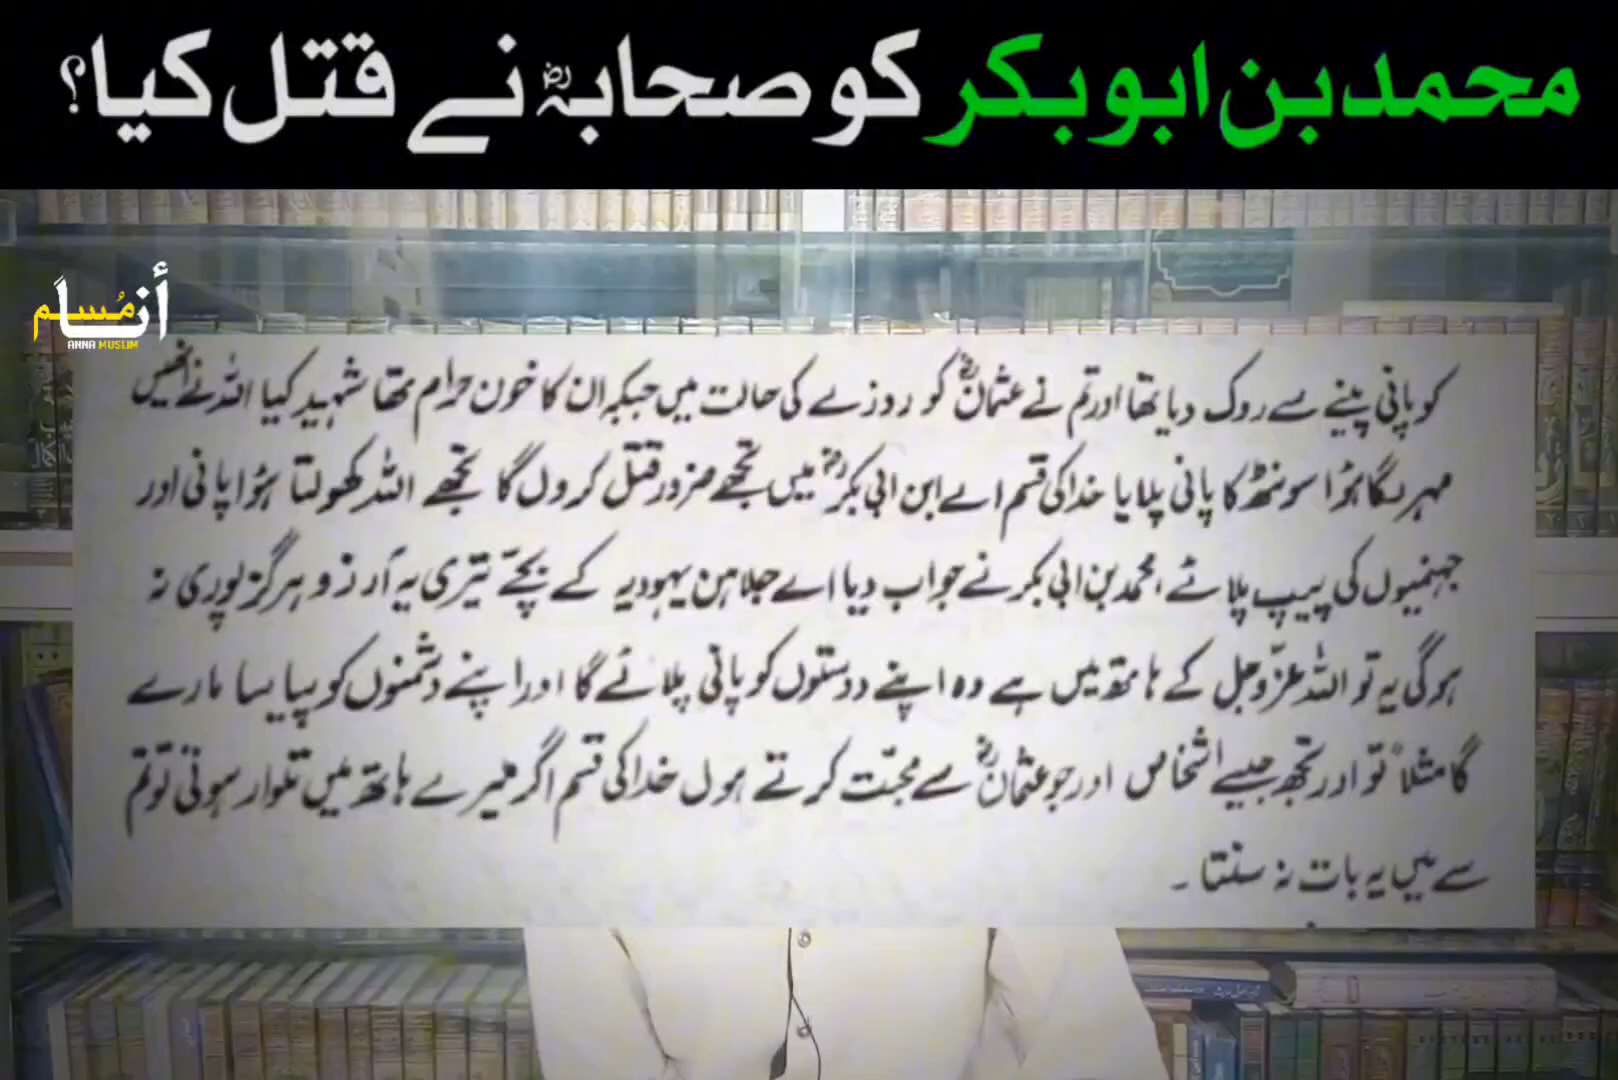 محمد بن ابوبکر کو صحابہؓ نے قتل کیا؟
أنا مُسلم
ANNA MUSLIM
کو پانی پینے سے روک دیا تھا اور تم نے عثمانؓ کو روزے کی حالت میں جبکہ ان کا خون حرام تھا شہید کیا اللہ نے انھیں
مہر لگا ہؤا سونٹھ کا پانی پلایا خدا کی قسم اے ابن ابی بکرؓ میں تجھے ضرور قتل کروں گا تجھے اللہ کھولتا ہؤا پانی اور
جہنمیوں کی پیپ پلائے، محمد بن ابی بکر نے جواب دیا اے جلاہن یہودیہ کے بچّے تیری یہ آرزو ہرگز پوری نہ
ہوگی یہ تو اللہ عزّ وجل کے ہاتھ میں ہے وہ اپنے دوستوں کو پانی پلائے گا اور اپنے دشمنوں کو پیاسا مارے
گا مثلاً تو اور تجھ جیسے اشخاص اور جو عثمانؓ سے محبّت کرتے ہوں خدا کی قسم اگر میرے ہاتھ میں تلوار ہوتی تو تم
سے میں یہ بات نہ سنتا ۔